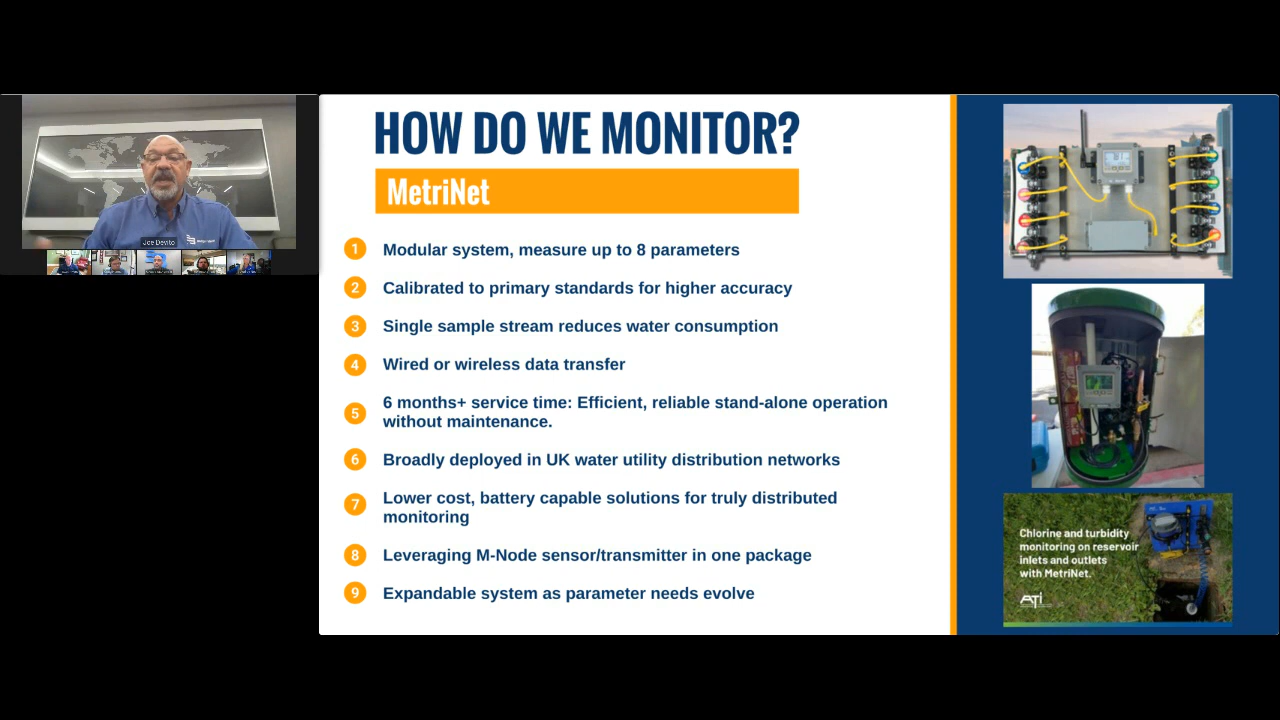 Joe Devito
HOW DO WE MONITOR?
MetriNet
1 Modular system, measure up to 8 parameters
2 Calibrated to primary standards for higher accuracy
3 Single sample stream reduces water consumption
4 Wired or wireless data transfer
5 6 months+ service time: Efficient, reliable stand-alone operation
without maintenance.
6 Broadly deployed in UK water utility distribution networks
7 Lower cost, battery capable solutions for truly distributed
monitoring
8 Leveraging M-Node sensor/transmitter in one package
9 Expandable system as parameter needs evolve
Chlorine and turbidity
monitoring on reservoir
inlets and outlets
with MetriNet.
ATi